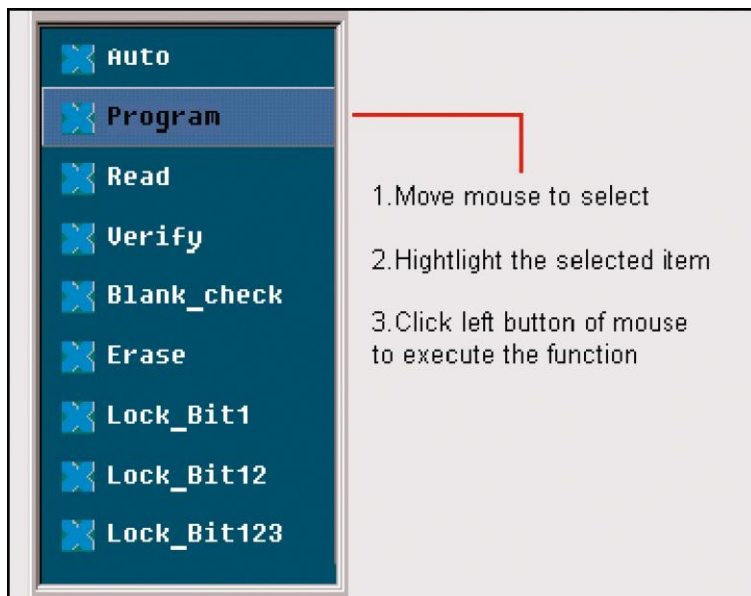 Auto
Program
Read
Verify
Blank_check
Erase
Lock_Bit1
Lock_Bit12
Lock_Bit123
1.Move mouse to select
2.Hightlight the selected item
3.Click left button of mouse
to execute the function